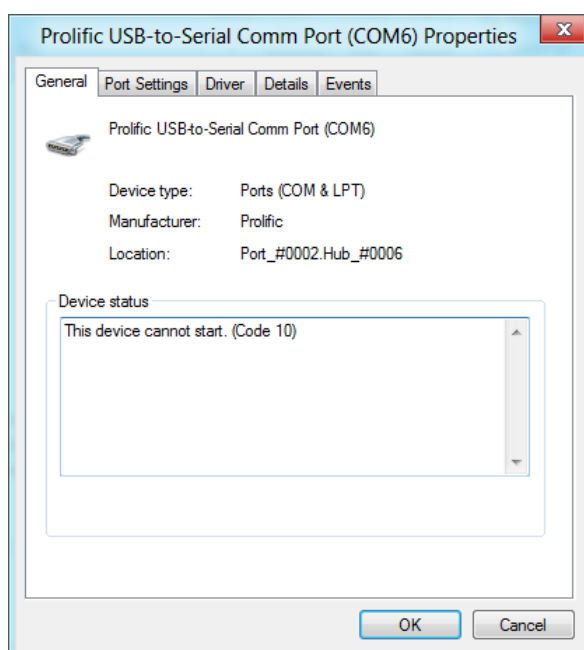 Prolific USB-to-Serial Comm Port (COM6) Properties
x
General Port Settings Driver Details Events
Prolific USB-to-Serial Comm Port (COM6)
Device type: Ports (COM & LPT)
Manufacturer: Prolific
Location: Port_#0002.Hub_#0006
Device status
This device cannot start. (Code 10)
OK Cancel